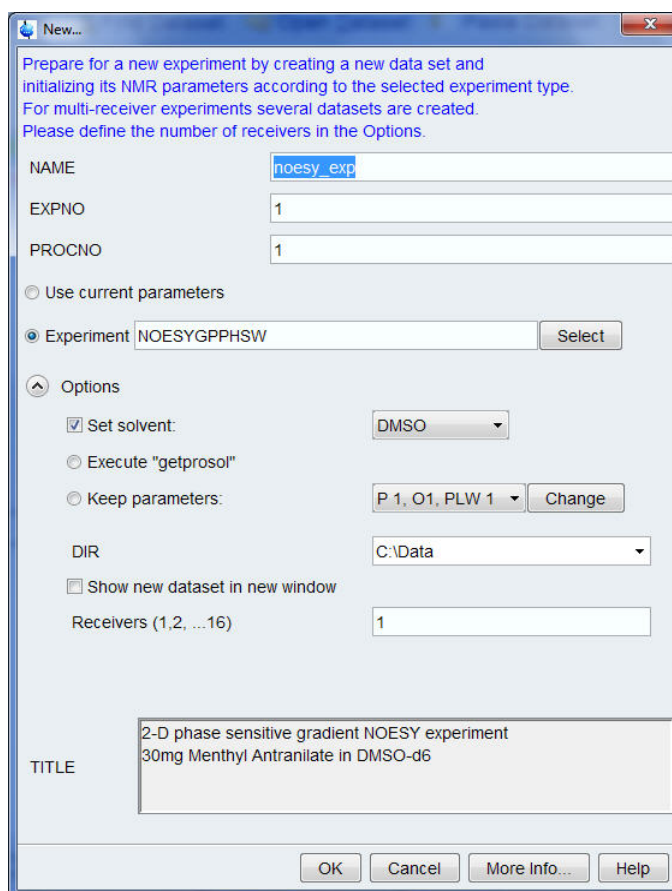 New...
Prepare for a new experiment by creating a new data set and
initializing its NMR parameters according to the selected experiment type.
For multi-receiver experiments several datasets are created.
Please define the number of receivers in the Options.
NAME noesy_exp
EXPNO 1
PROCNO 1
Use current parameters
Experiment NOESYGPPHSW Select
Options
Set solvent: DMSO
Execute "getprosol"
Keep parameters: P 1, O1, PLW 1 Change
DIR C:\Data
Show new dataset in new window
Receivers (1,2, ...16) 1
2-D phase sensitive gradient NOESY experiment
30mg Menthyl Antranilate in DMSO-d6
TITLE
OK Cancel More Info... Help